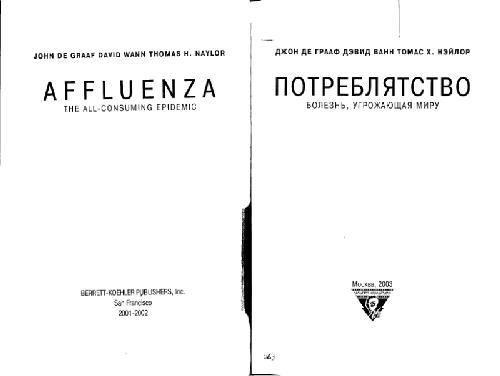 JOHN DE GRAAF DAVID WANN THOMAS H. NAYLOR
AFFLUENZA
THE ALL-CONSUMING EPIDEMIC
BERRETT-KOEHLER PUBLISHERS, Inc.
San Francisco
2001-2002
ДЖОН ДЕ ГРААФ ДЭВИД ВАНН ТОМАС Х. НЭЙЛОР
ПОТРЕБЛЯТСТВО
БОЛЕЗНЬ, УГРОЖАЮЩАЯ МИРУ
Москва, 2003